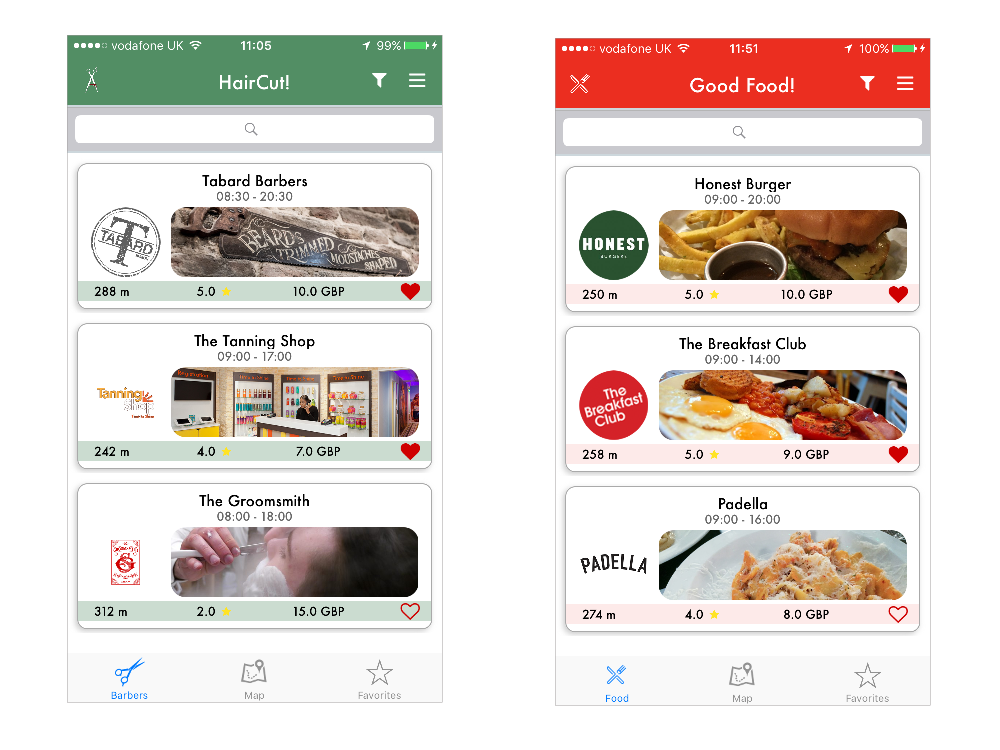 vodafone UK 11:05 99%
HairCut!
Tabard Barbers
08:30 - 20:30
T
TABARD
BARBERS
BEARDS
TRIMMED
MOUSTACHES
SHAPED
288 m 5.0 10.0 GBP
The Tanning Shop
09:00 - 17:00
Tanning
Shop
Time to Shine
Registration
Time to Shine
Time to Shine
Time to Shine
242 m 4.0 7.0 GBP
The Groomsmith
08:00 - 18:00
The
GROOMSMITH
GS
312 m 2.0 15.0 GBP
Barbers Map Favorites
vodafone UK 11:51 100%
Good Food!
Honest Burger
09:00 - 20:00
HONEST
BURGERS
250 m 5.0 10.0 GBP
The Breakfast Club
09:00 - 14:00
The
Breakfast
Club
258 m 5.0 9.0 GBP
Padella
09:00 - 16:00
PADELLA
274 m 4.0 8.0 GBP
Food Map Favorites